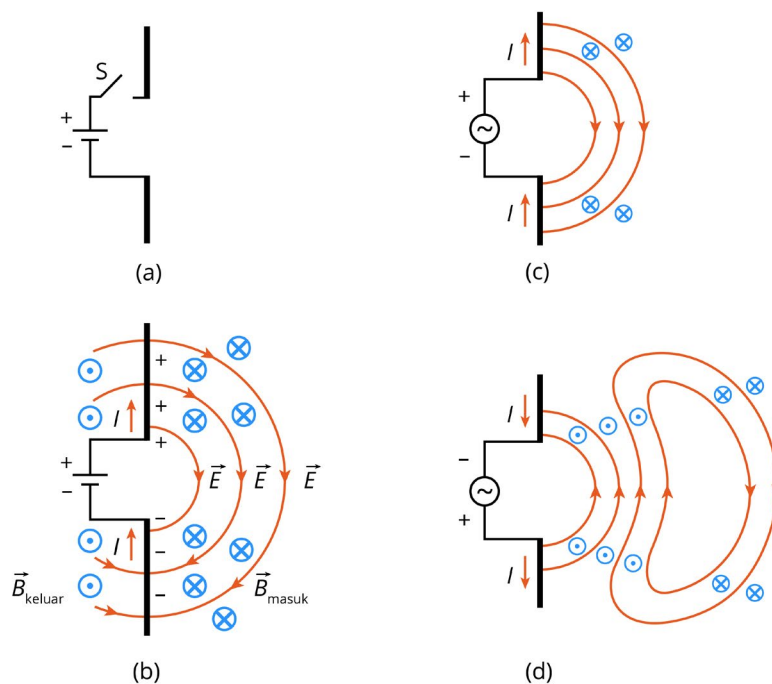 S
+
−
(a)
I
+
−
(c)
+
+
I
+
+
−
E
E
E
−
I
−
B keluar
−
B masuk
(b)
I
−
+
I
(d)